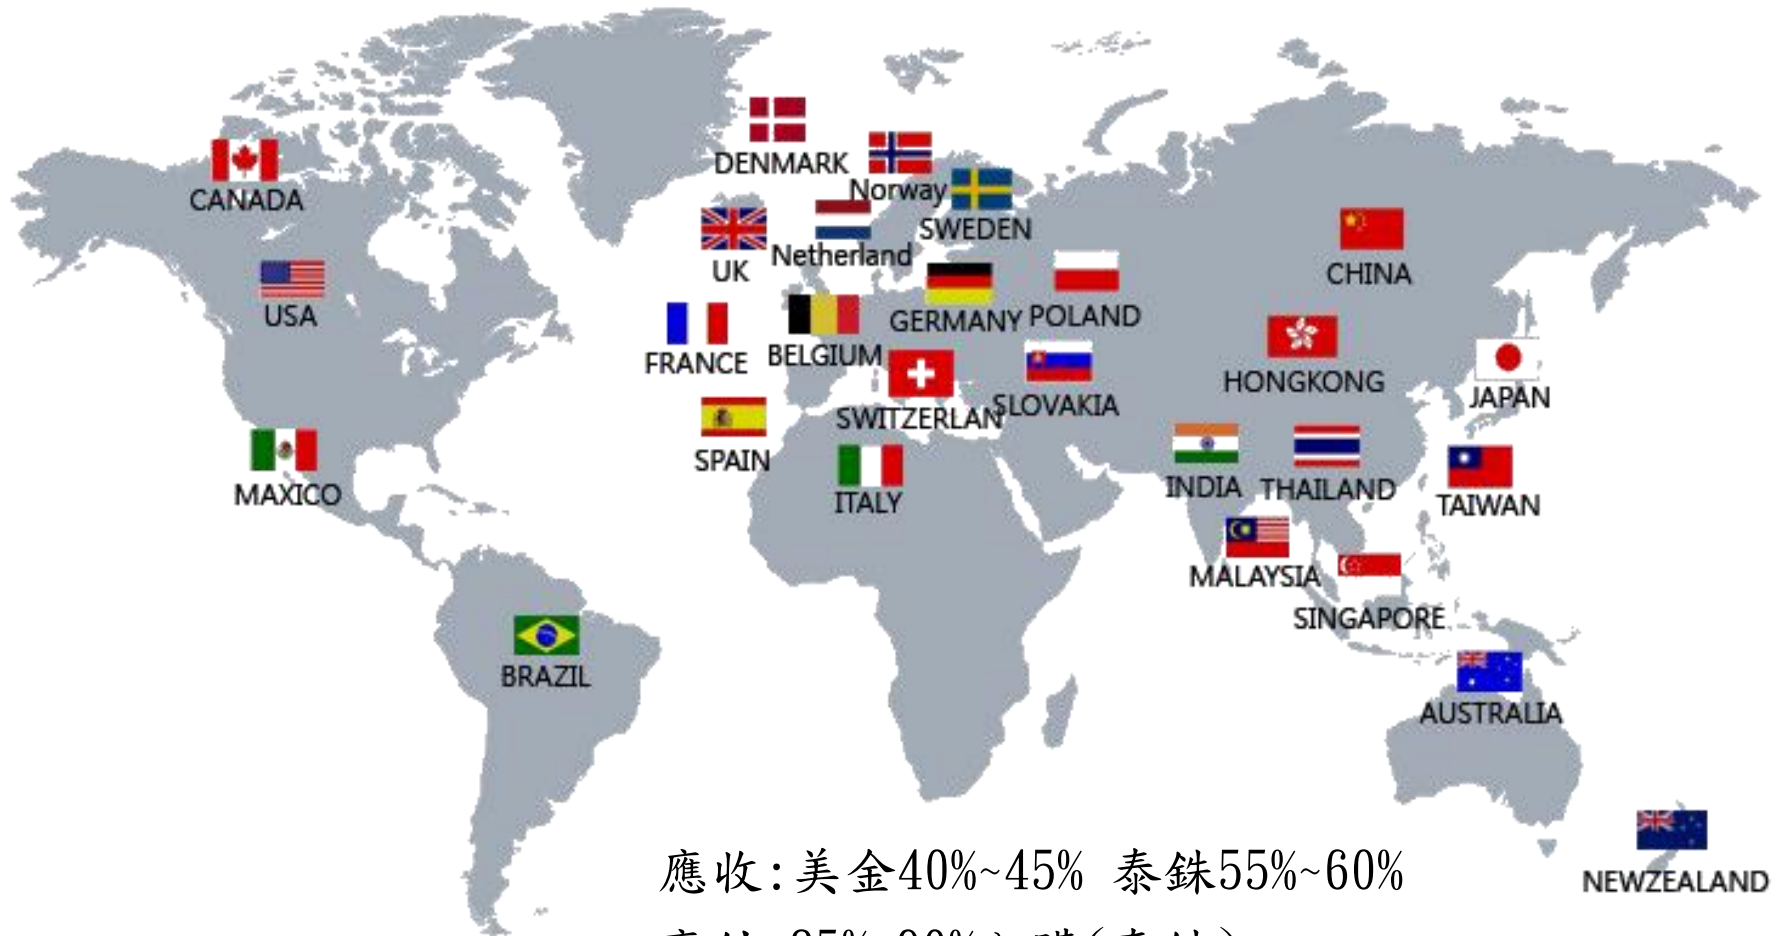 DENMARK
CANADA
Norway
SWEDEN
UK
Netherland
CHINA
USA
GERMANY
POLAND
FRANCE
BELGIUM
HONGKONG
JAPAN
SWITZERLAN
SLOVAKIA
SPAIN
MAXICO
ITALY
INDIA
THAILAND
TAIWAN
MALAYSIA
SINGAPORE
BRAZIL
AUSTRALIA
NEWZEALAND
應收:美金40%~45% 泰銖55%~60%